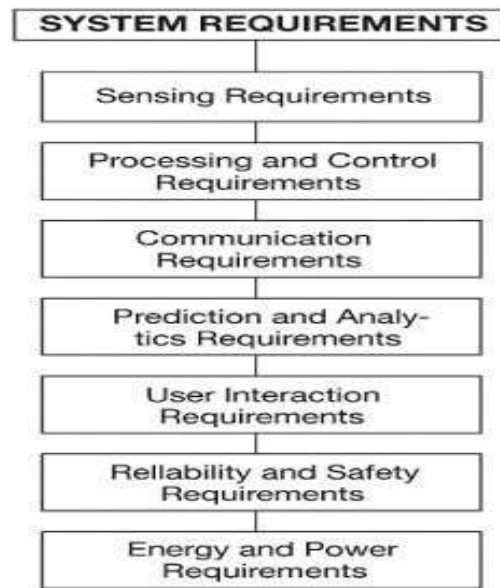 SYSTEM REQUIREMENTS
Sensing Requirements
Processing and Control
Requirements
Communication
Requirements
Prediction and Analy-
tics Requirements
User Interaction
Requirements
Rellability and Safety
Requirements
Energy and Power
Requirements